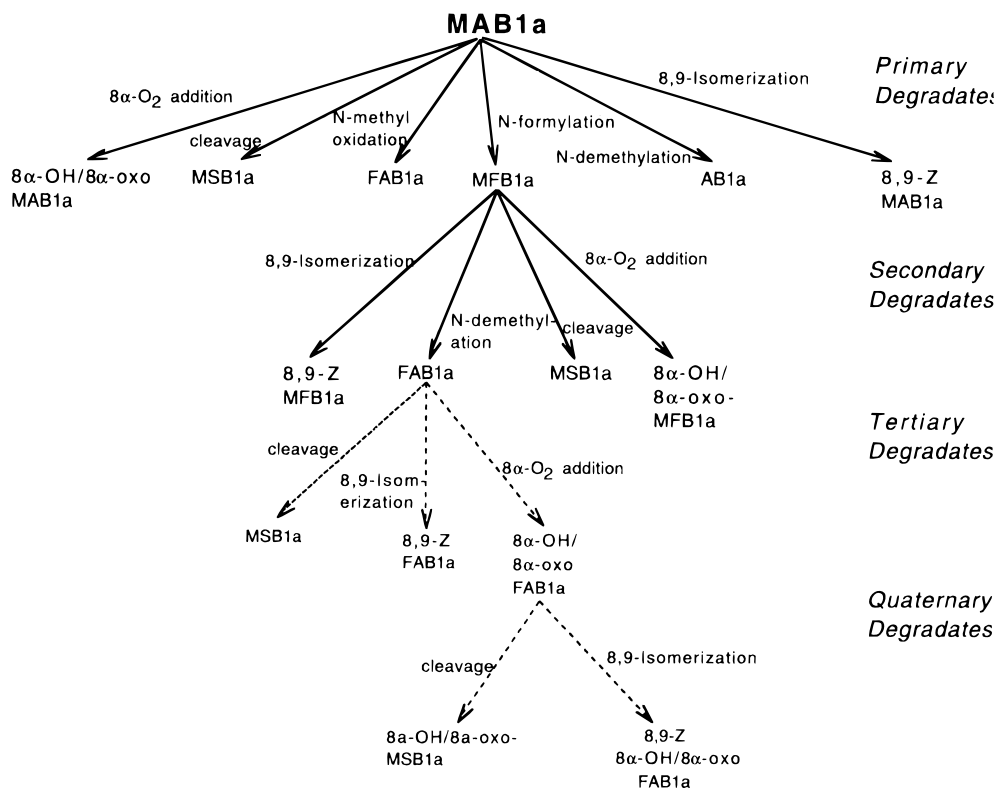 MAB1a
Primary
Degradates
8α-O2 addition
cleavage
N-methyl
oxidation
N-formylation
N-demethylation
8,9-Isomerization
8α-OH/8α-oxo
MAB1a
MSB1a
FAB1a
MFB1a
AB1a
8,9-Z
MAB1a
Secondary
Degradates
8,9-Isomerization
N-demethyl-
ation
cleavage
8α-O2 addition
8,9-Z
MFB1a
FAB1a
MSB1a
8α-OH/
8α-oxo-
MFB1a
Tertiary
Degradates
cleavage
8,9-Isom-
erization
8α-O2 addition
MSB1a
8,9-Z
FAB1a
8α-OH/
8α-oxo
FAB1a
Quaternary
Degradates
cleavage
8,9-Isomerization
8a-OH/8a-oxo-
MSB1a
8,9-Z
8α-OH/8α-oxo
FAB1a